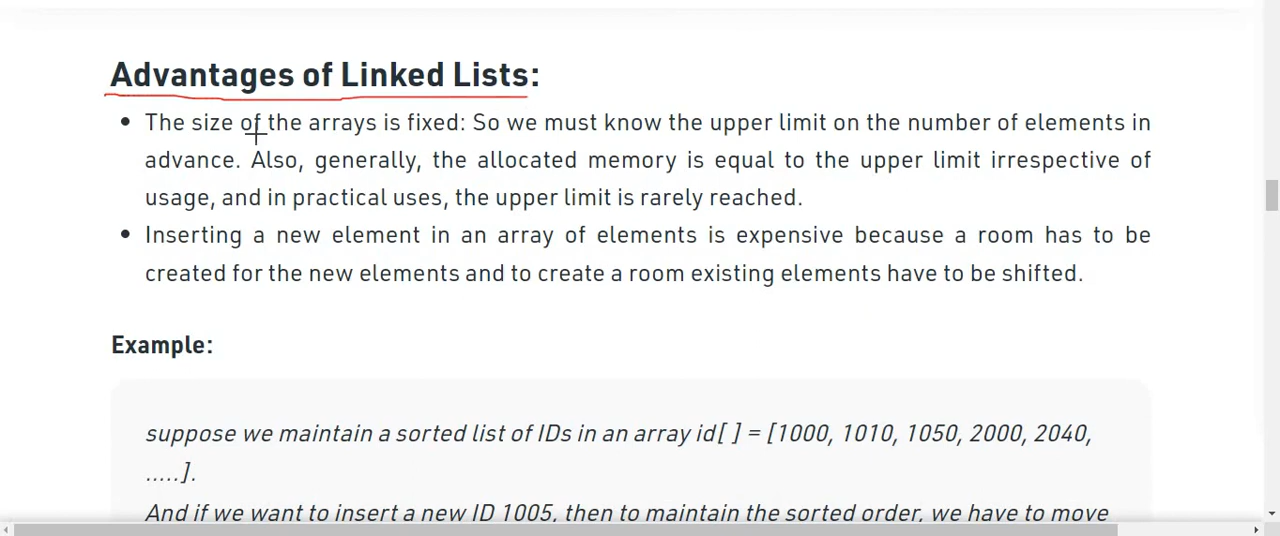 Advantages of Linked Lists:
• The size of the arrays is fixed: So we must know the upper limit on the number of elements in
advance. Also, generally, the allocated memory is equal to the upper limit irrespective of
usage, and in practical uses, the upper limit is rarely reached.
• Inserting a new element in an array of elements is expensive because a room has to be
created for the new elements and to create a room existing elements have to be shifted.
Example:
suppose we maintain a sorted list of IDs in an array id[ ] = [1000, 1010, 1050, 2000, 2040,
.....].
And if we want to insert a new ID 1005, then to maintain the sorted order, we have to move